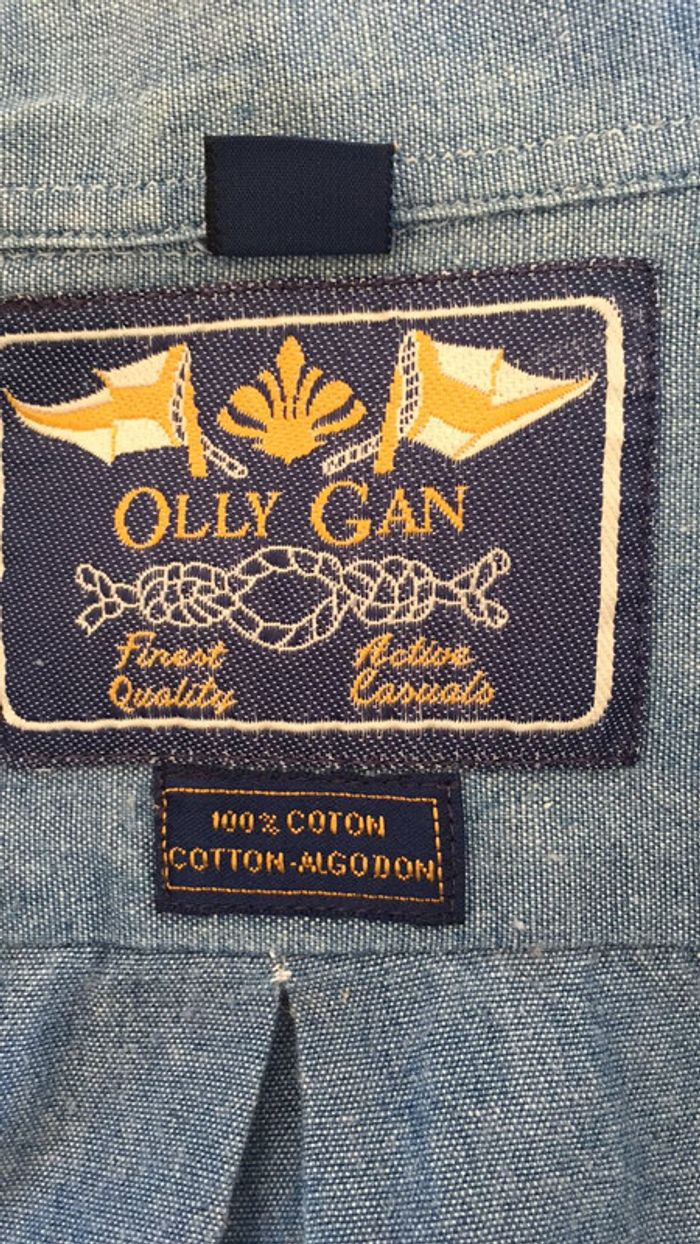 OLLY GAN
Finest Active
Quality Casuals
100% COTON
COTTON-ALGODON